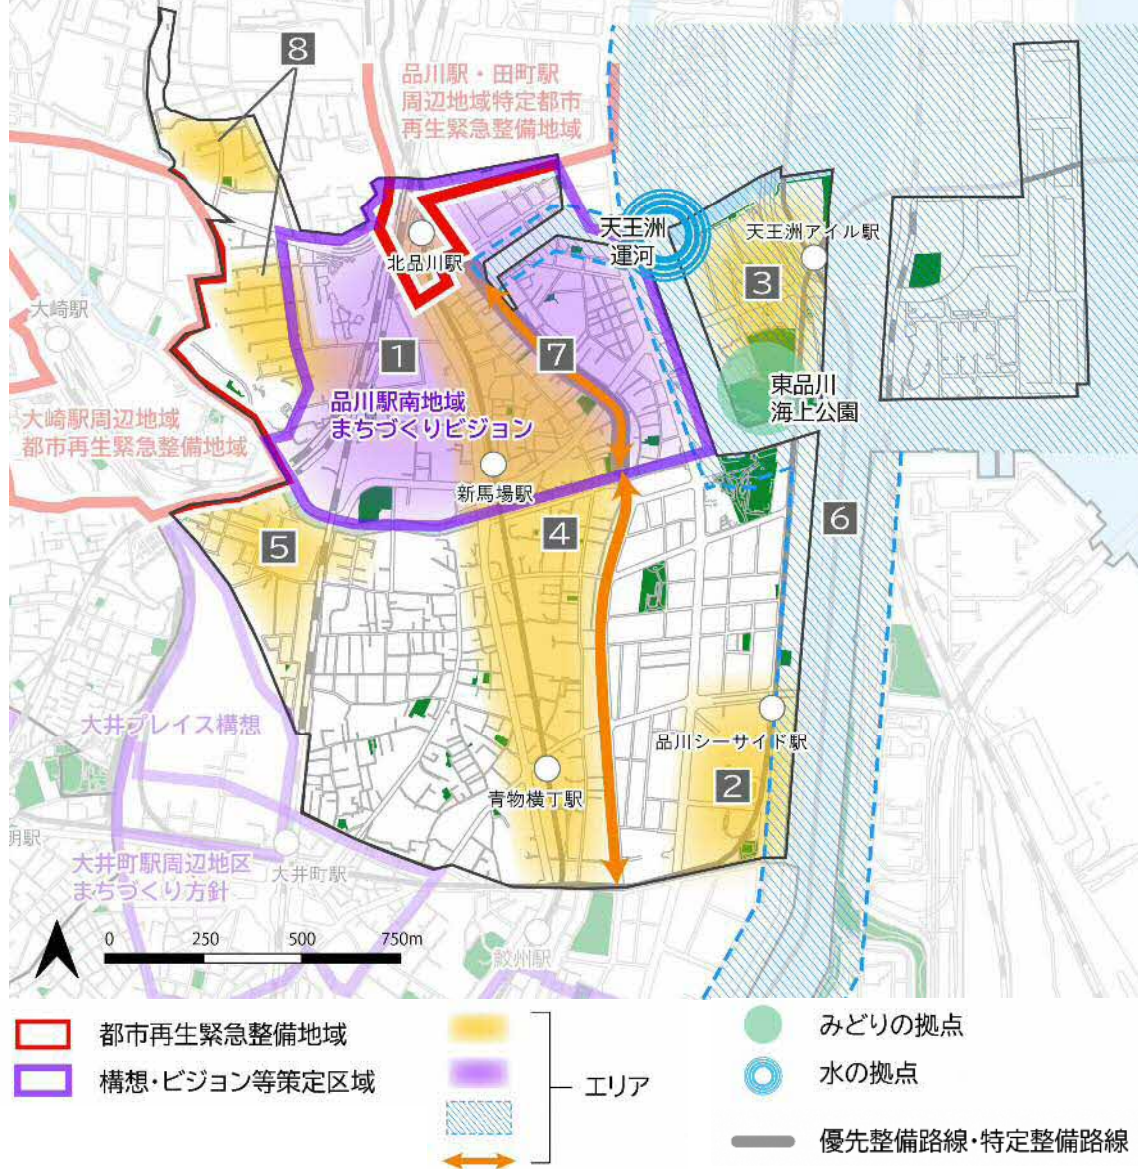 8
品川駅・田町駅
周辺地域特定都市
再生緊急整備地域
天王洲
運河
天王洲アイル駅
北品川駅
3
大崎駅
1
7
品川駅南地域
まちづくりビジョン
東品川
海上公園
大崎駅周辺地域
都市再生緊急整備地域
新馬場駅
4
6
5
大井プレイス構想
品川シーサイド駅
2
青物横丁駅
明駅
大井町駅周辺地区
まちづくり方針
大井町駅
鮫州駅
0 250 500 750m
都市再生緊急整備地域
構想・ビジョン等策定区域
エリア
みどりの拠点
水の拠点
優先整備路線・特定整備路線